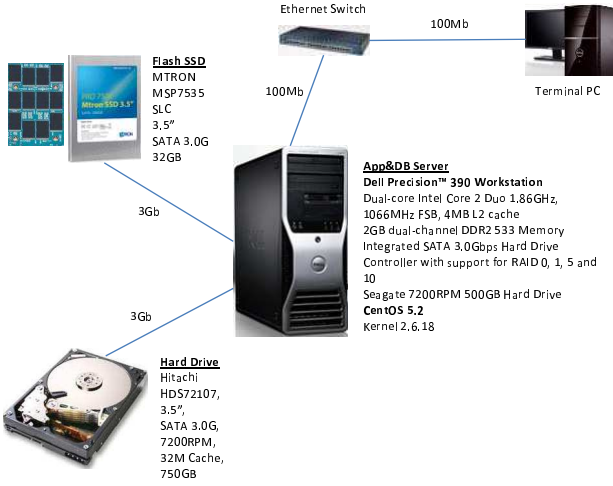 Ethernet Switch
100Mb
Terminal PC
100Mb
Flash SSD
MTRON
MSP7535
SLC
3,5”
SATA 3.0G
32GB
Mtron SSD 3.5"
3Gb
App&DB Server
Dell Precision™ 390 Workstation
Dual-core Intel Core 2 Duo 1.86GHz,
1066MHz FSB, 4MB L2 cache
2GB dual-channel DDR2 533 Memory
Integrated SATA 3.0Gbps Hard Drive
Controller with support for RAID 0, 1, 5 and
10
Seagate 7200RPM 500GB Hard Drive
CentOS 5.2
Kernel 2.6.18
3Gb
Hard Drive
Hitachi
HDS72107,
3.5”,
SATA 3.0G,
7200RPM,
32M Cache,
750GB